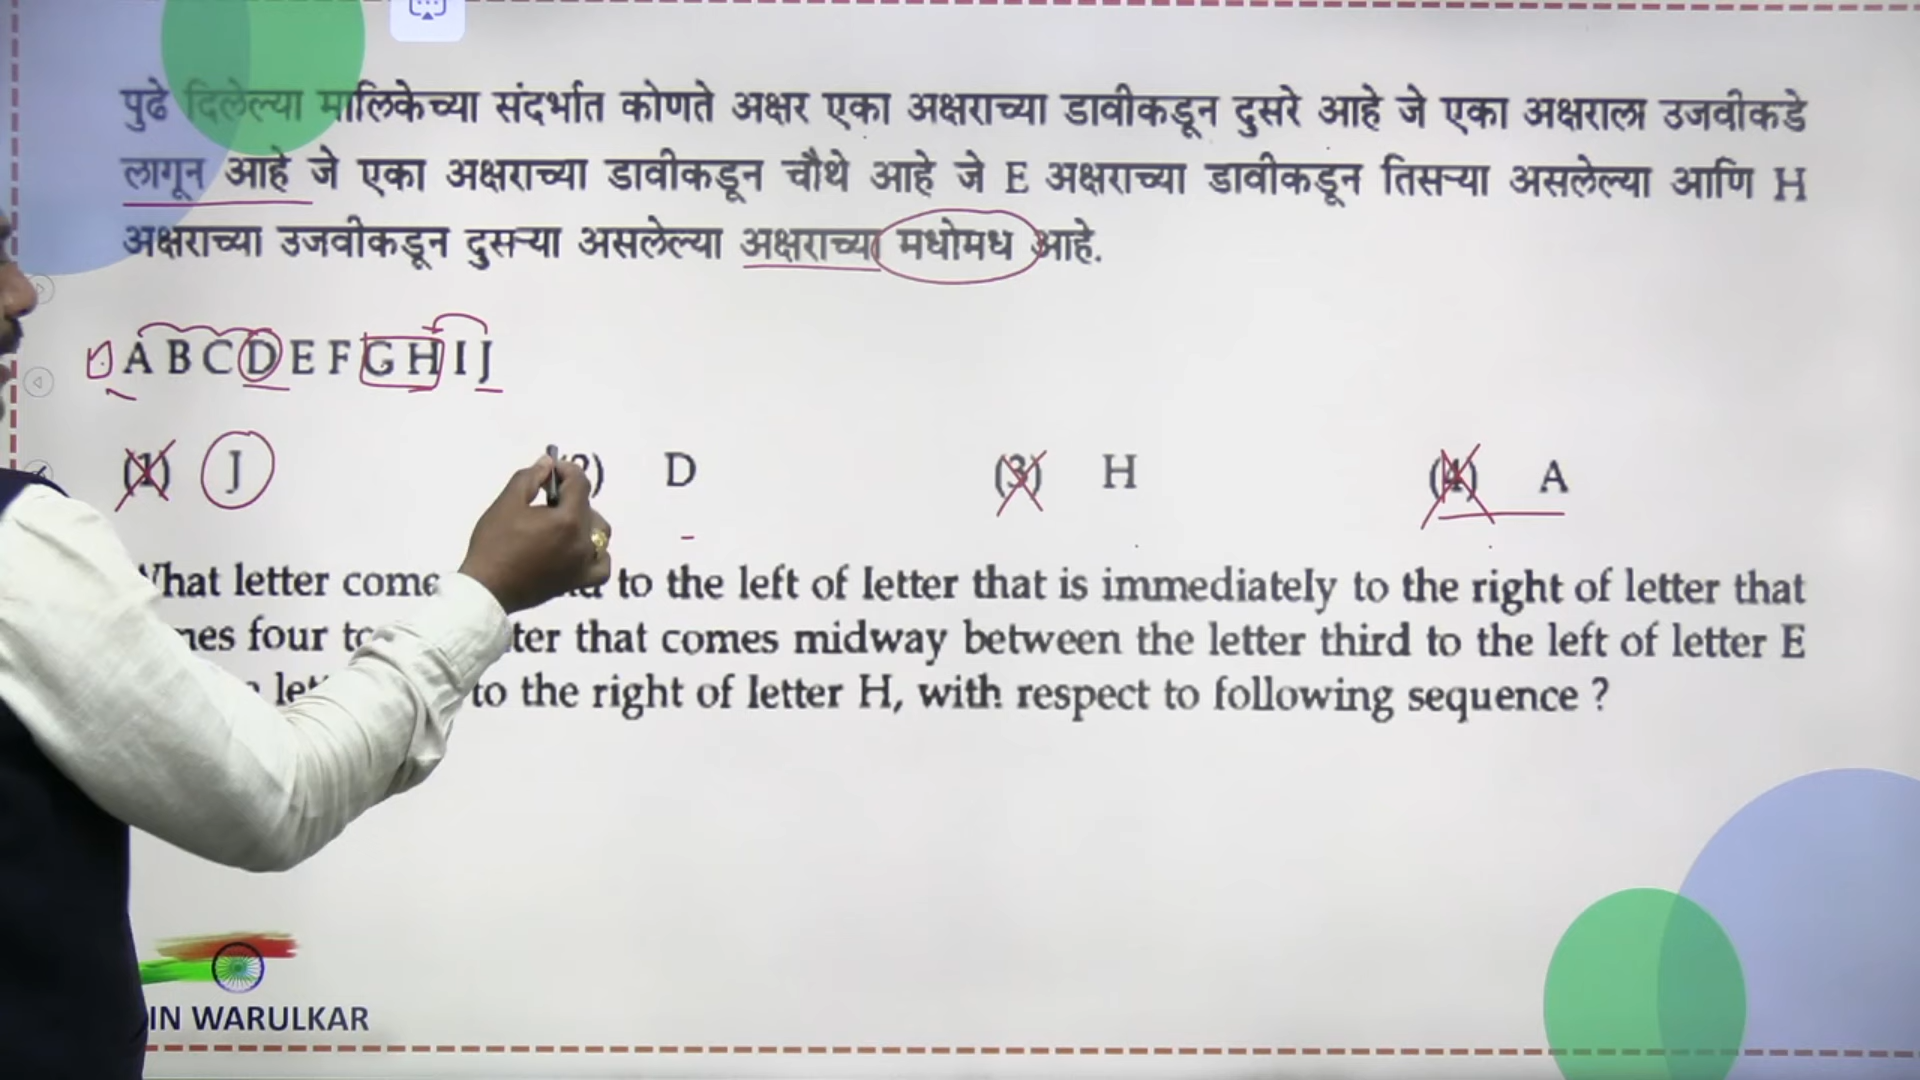 पुढे दिलेल्या मालिकेच्या संदर्भात कोणते अक्षर एका अक्षराच्या डावीकडून दुसरे आहे जे एका अक्षराला उजवीकडे
लागून आहे जे एका अक्षराच्या डावीकडून चौथे आहे जे E अक्षराच्या डावीकडून तिसऱ्या असलेल्या आणि H
अक्षराच्या उजवीकडून दुसऱ्या असलेल्या अक्षराच्या मधोमध आहे.
A B C D E F G H I J
(1) J (2) D (3) H (4) A
What letter to the left of letter that is immediately to the right of letter that
four that comes midway between the letter third to the left of letter E
to the right of letter H, with respect to following sequence ?
IN WARULKAR